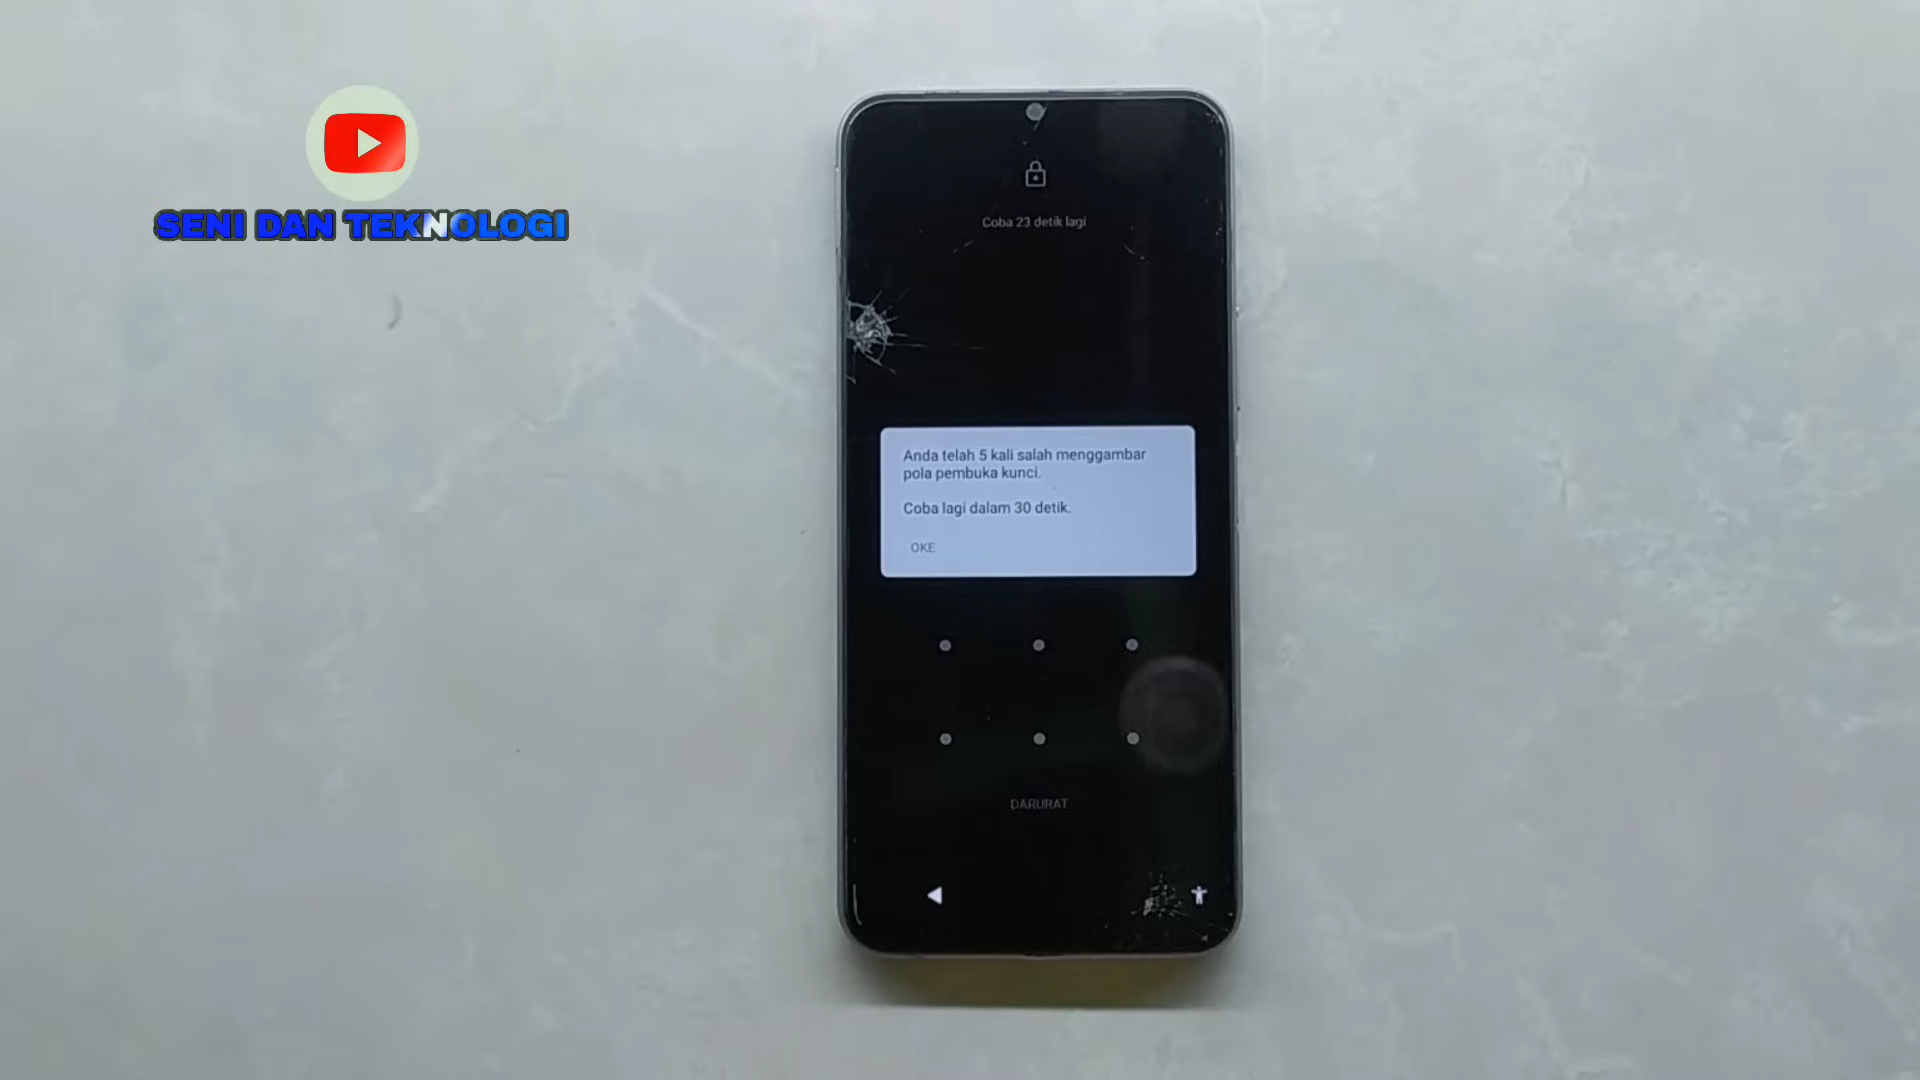 SENI DAN TEKNOLOGI
Coba 23 detik lagi
Anda telah 5 kali salah menggambar
pola pembuka kunci.
Coba lagi dalam 30 detik.
OKE
DARURAT